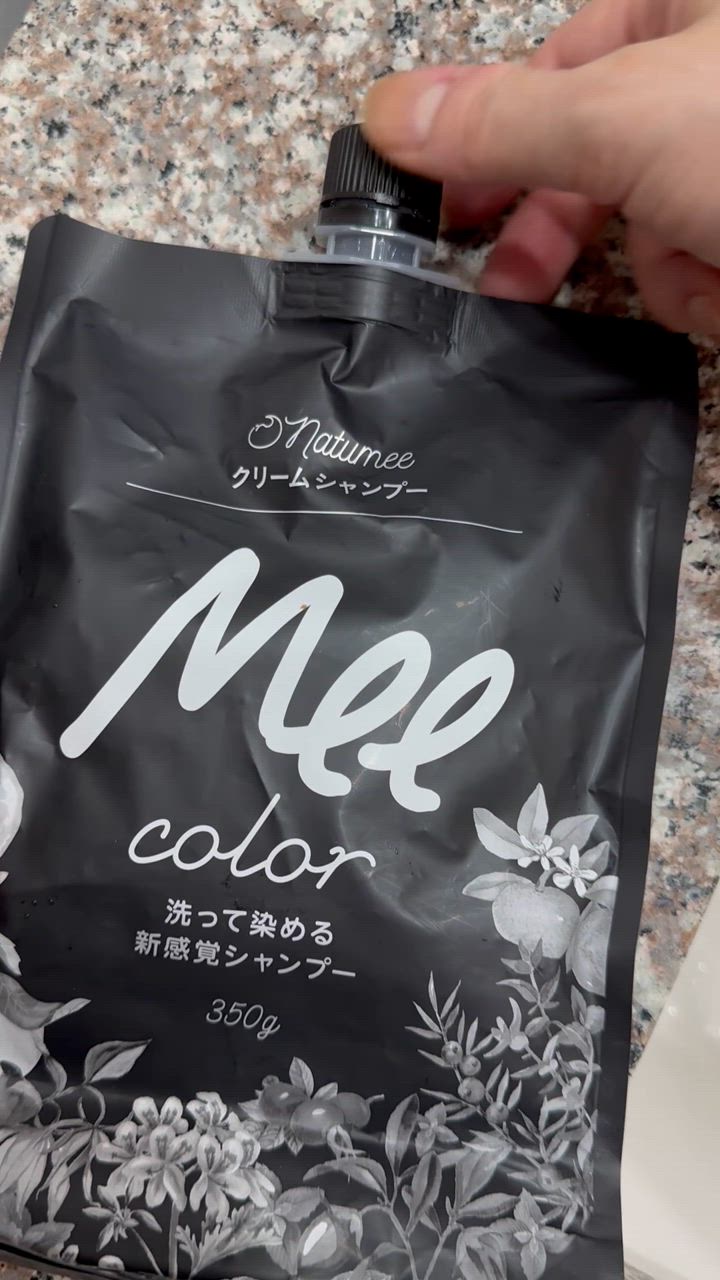 Natumee
クリームシャンプー
Mee
color
洗って染める
新感覚シャンプー
350g